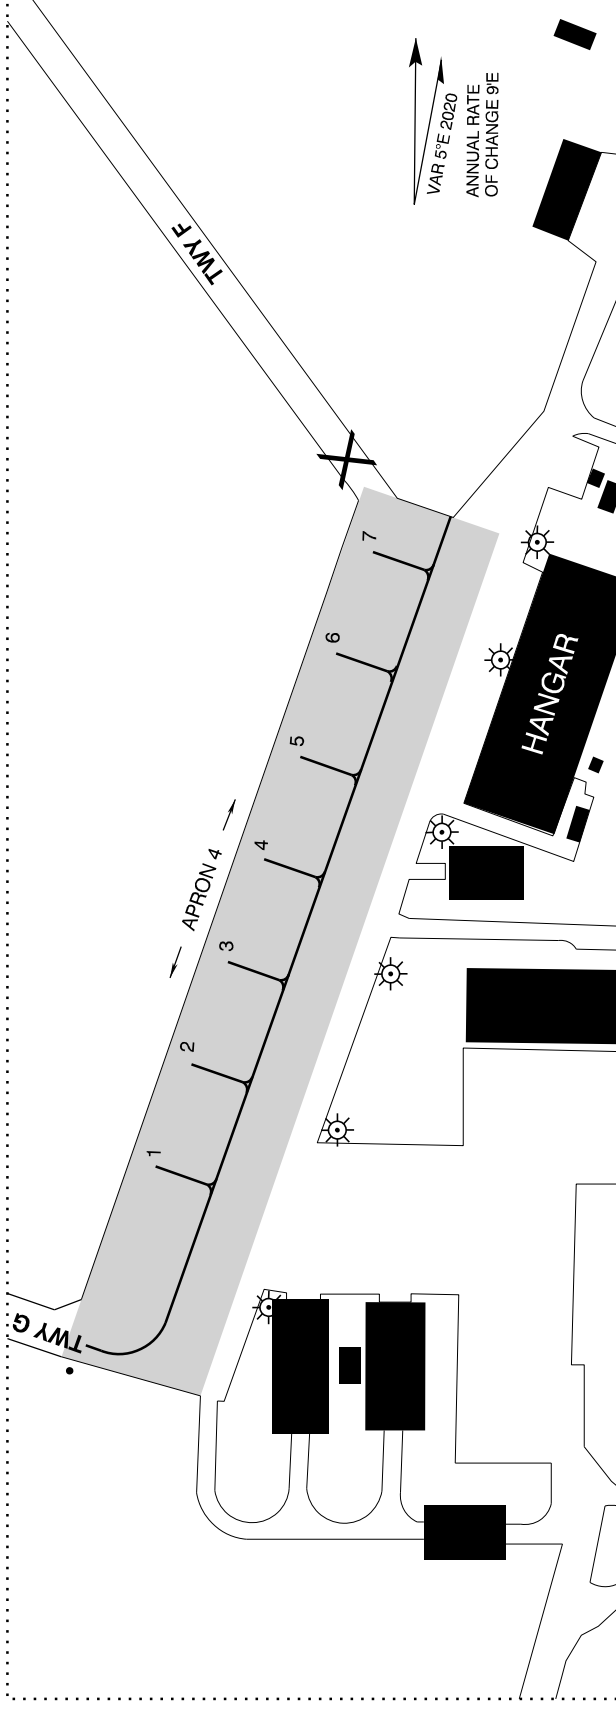 TWY F
VAR 5°E 2020
ANNUAL RATE
OF CHANGE 9'E
7
6
5
4
3
2
1
APRON 4
HANGAR
TWY G